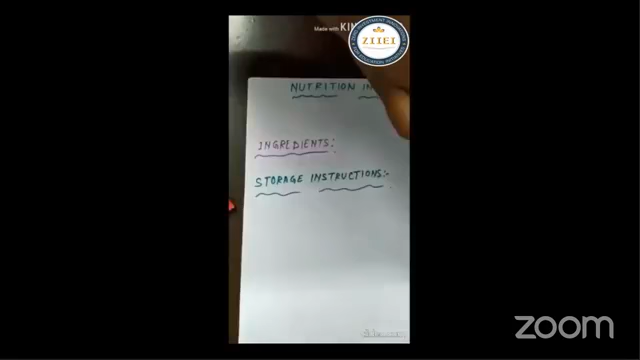 Made with KIN
ZIIEI
NUTRITION IN
INGREDIENTS:
STORAGE INSTRUCTIONS:-
zoom